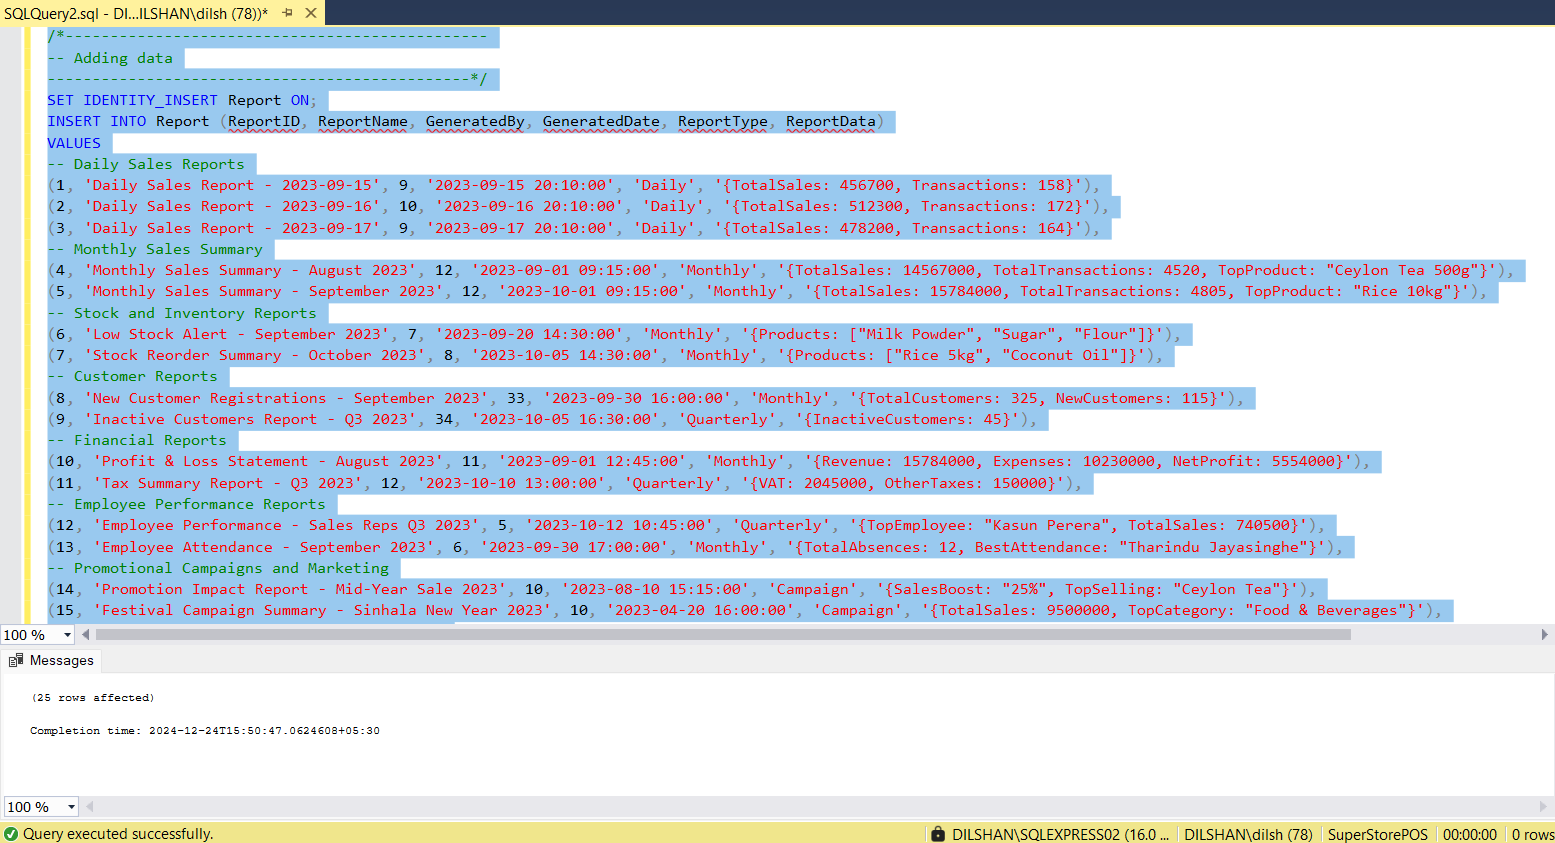 SQLQuery2.sql - DI...ILSHAN\dilsh (78))*
/*-----------------------------------------------
-- Adding data
-----------------------------------------------*/
SET IDENTITY_INSERT Report ON;
INSERT INTO Report (ReportID, ReportName, GeneratedBy, GeneratedDate, ReportType, ReportData)
VALUES
-- Daily Sales Reports
(1, 'Daily Sales Report - 2023-09-15', 9, '2023-09-15 20:10:00', 'Daily', '{TotalSales: 456700, Transactions: 158}'),
(2, 'Daily Sales Report - 2023-09-16', 10, '2023-09-16 20:10:00', 'Daily', '{TotalSales: 512300, Transactions: 172}'),
(3, 'Daily Sales Report - 2023-09-17', 9, '2023-09-17 20:10:00', 'Daily', '{TotalSales: 478200, Transactions: 164}'),
-- Monthly Sales Summary
(4, 'Monthly Sales Summary - August 2023', 12, '2023-09-01 09:15:00', 'Monthly', '{TotalSales: 14567000, TotalTransactions: 4520, TopProduct: "Ceylon Tea 500g"}'),
(5, 'Monthly Sales Summary - September 2023', 12, '2023-10-01 09:15:00', 'Monthly', '{TotalSales: 15784000, TotalTransactions: 4805, TopProduct: "Rice 10kg"}'),
-- Stock and Inventory Reports
(6, 'Low Stock Alert - September 2023', 7, '2023-09-20 14:30:00', 'Monthly', '{Products: ["Milk Powder", "Sugar", "Flour"]}'),
(7, 'Stock Reorder Summary - October 2023', 8, '2023-10-05 14:30:00', 'Monthly', '{Products: ["Rice 5kg", "Coconut Oil"]}'),
-- Customer Reports
(8, 'New Customer Registrations - September 2023', 33, '2023-09-30 16:00:00', 'Monthly', '{TotalCustomers: 325, NewCustomers: 115}'),
(9, 'Inactive Customers Report - Q3 2023', 34, '2023-10-05 16:30:00', 'Quarterly', '{InactiveCustomers: 45}'),
-- Financial Reports
(10, 'Profit & Loss Statement - August 2023', 11, '2023-09-01 12:45:00', 'Monthly', '{Revenue: 15784000, Expenses: 10230000, NetProfit: 5554000}'),
(11, 'Tax Summary Report - Q3 2023', 12, '2023-10-10 13:00:00', 'Quarterly', '{VAT: 2045000, OtherTaxes: 150000}'),
-- Employee Performance Reports
(12, 'Employee Performance - Sales Reps Q3 2023', 5, '2023-10-12 10:45:00', 'Quarterly', '{TopEmployee: "Kasun Perera", TotalSales: 740500}'),
(13, 'Employee Attendance - September 2023', 6, '2023-09-30 17:00:00', 'Monthly', '{TotalAbsences: 12, BestAttendance: "Tharindu Jayasinghe"}'),
-- Promotional Campaigns and Marketing
(14, 'Promotion Impact Report - Mid-Year Sale 2023', 10, '2023-08-10 15:15:00', 'Campaign', '{SalesBoost: "25%", TopSelling: "Ceylon Tea"}'),
(15, 'Festival Campaign Summary - Sinhala New Year 2023', 10, '2023-04-20 16:00:00', 'Campaign', '{TotalSales: 9500000, TopCategory: "Food & Beverages"}'),
100 %
Messages
(25 rows affected)
Completion time: 2024-12-24T15:50:47.0624608+05:30
100 %
Query executed successfully.
DILSHAN\SQLEXPRESS02 (16.0 ...
DILSHAN\dilsh (78)
SuperStorePOS
00:00:00
0 rows